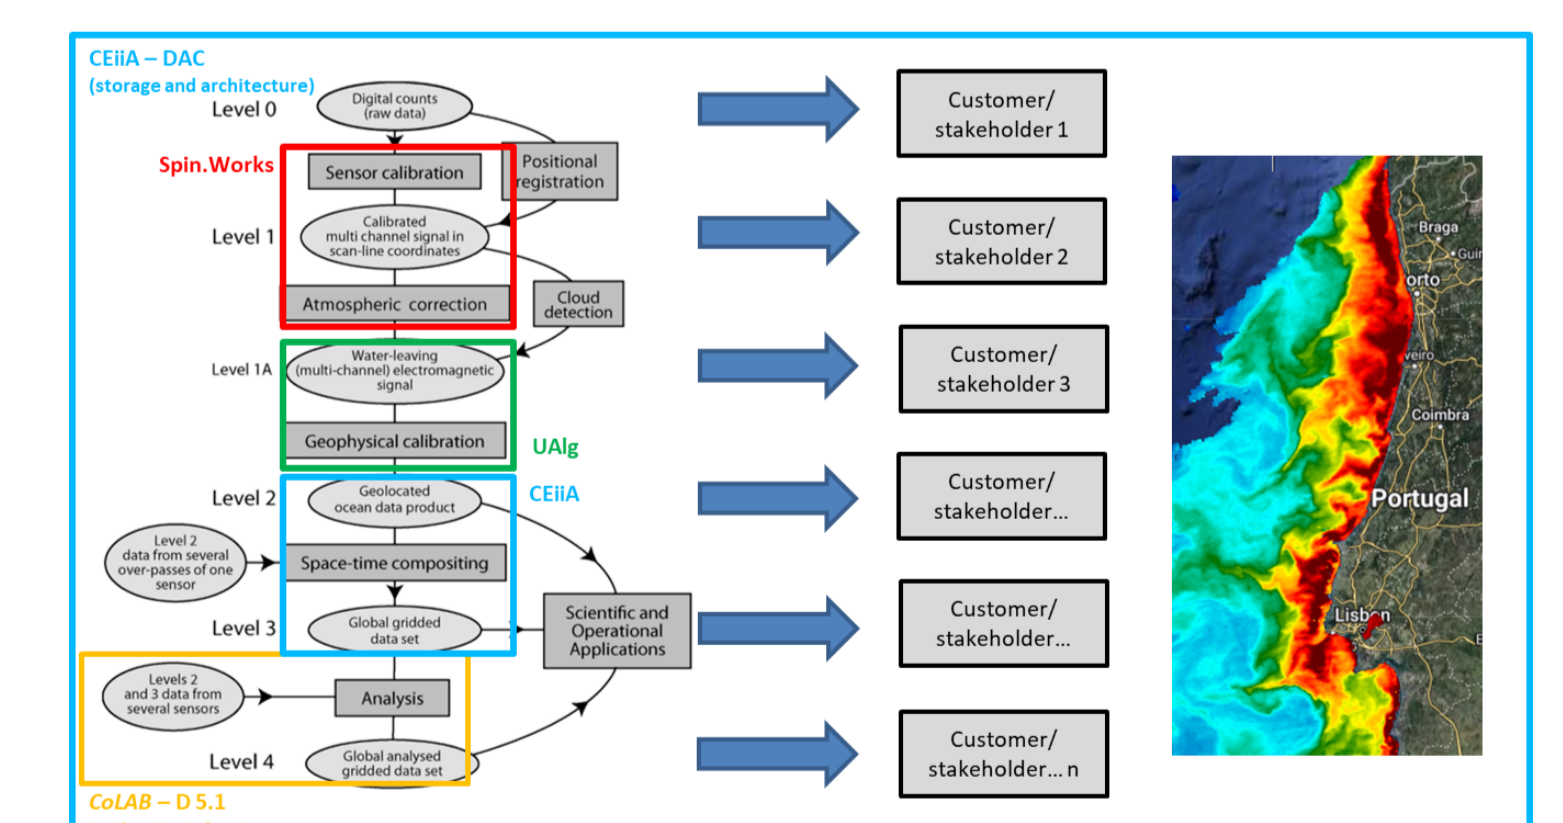 CEiiA – DAC
(storage and architecture)
Level 0
Digital counts
(raw data)
Spin.Works
Sensor calibration
Positional
registration
Level 1
Calibrated
multi channel signal in
scan-line coordinates
Atmospheric correction
Cloud
detection
Level 1A
Water-leaving
(multi-channel) electromagnetic
signal
Geophysical calibration
UAlg
CEiiA
Level 2
Geolocated
ocean data product
Level 2
data from several
over-passes of one
sensor
Space-time compositing
Level 3
Global gridded
data set
Scientific and
Operational
Applications
Levels 2
and 3 data from
several sensors
Analysis
Level 4
Global analysed
gridded data set
CoLAB – D 5.1
Customer/
stakeholder 1
Customer/
stakeholder 2
Customer/
stakeholder 3
Customer/
stakeholder...
Customer/
stakeholder...
Customer/
stakeholder... n
Braga
Guir
orto
veiro
Coimbra
Portugal
Lisbon
E